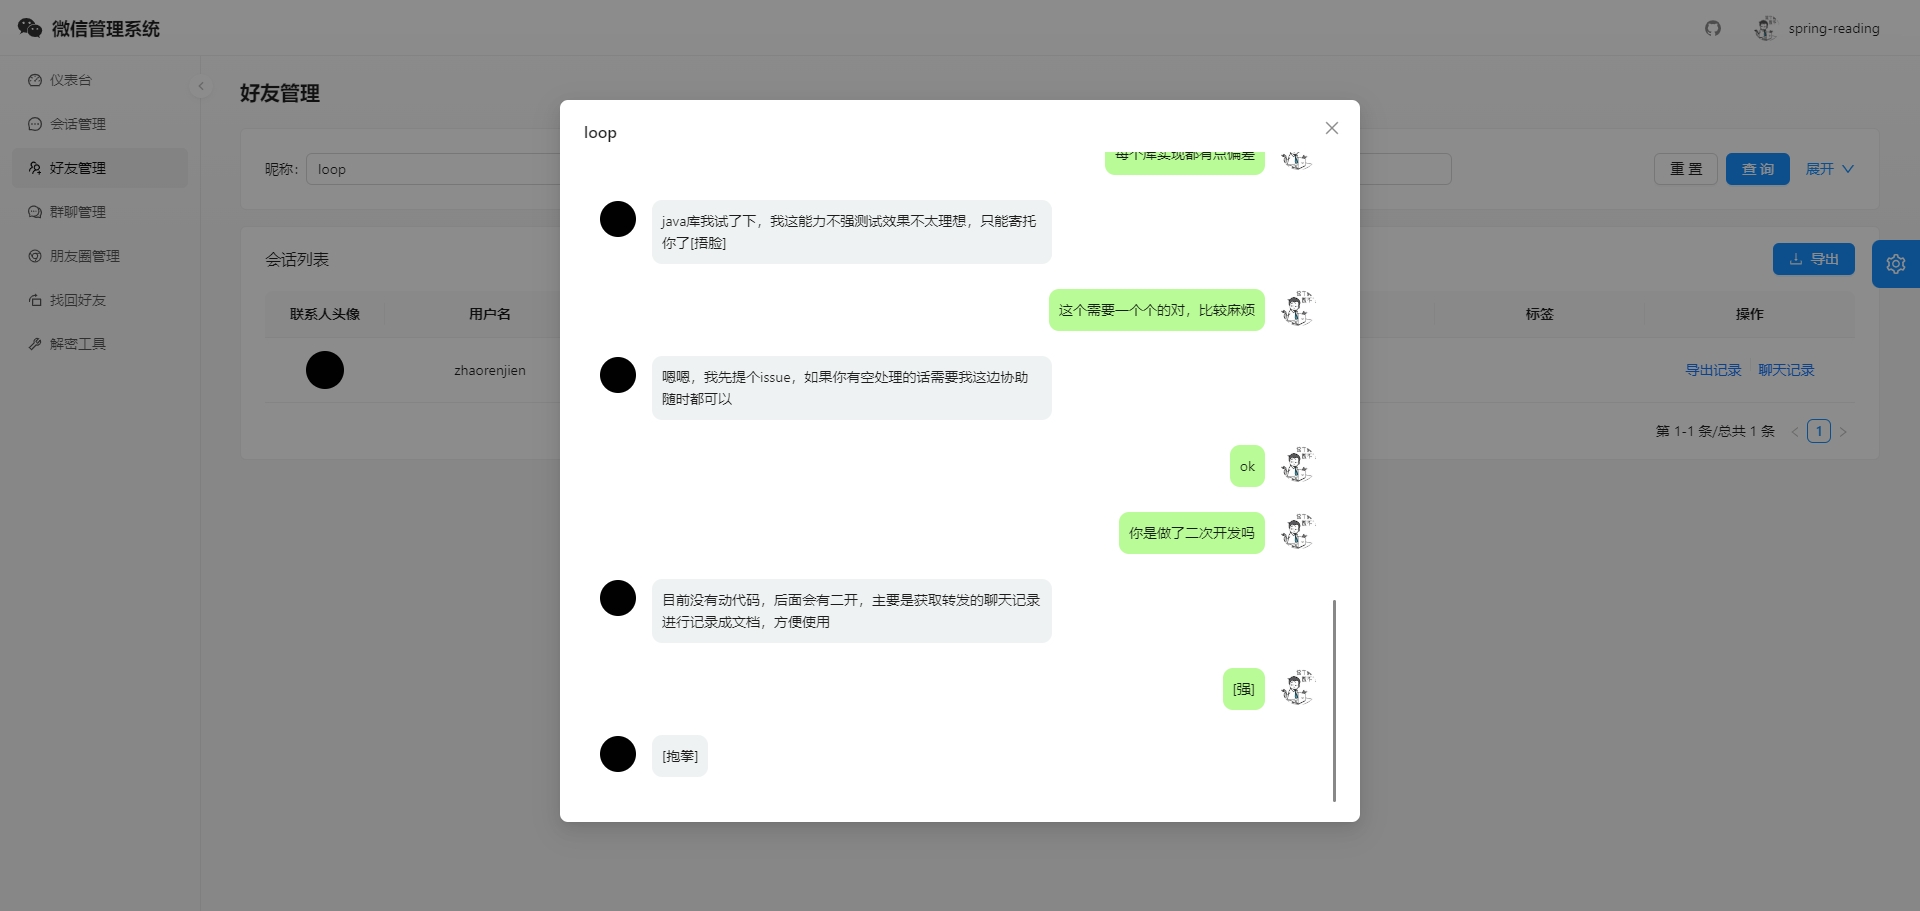 微信管理系统
spring-reading
仪表台
会话管理
好友管理
群聊管理
朋友圈管理
找回好友
解密工具
好友管理
昵称:
loop
重 置
查 询
展开
会话列表
导出
联系人头像
用户名
标签
操作
zhaorenjien
导出记录
聊天记录
第 1-1 条/总共 1 条
1
loop
每个库实现都有点偏差
java库我试了下，我这能力不强测试效果不太理想，只能寄托
你了[捂脸]
这个需要一个个的对，比较麻烦
嗯嗯，我先提个issue，如果你有空处理的话需要我这边协助
随时都可以
ok
你是做了二次开发吗
目前没有动代码，后面会有二开，主要是获取转发的聊天记录
进行记录成文档，方便使用
[强]
[抱拳]